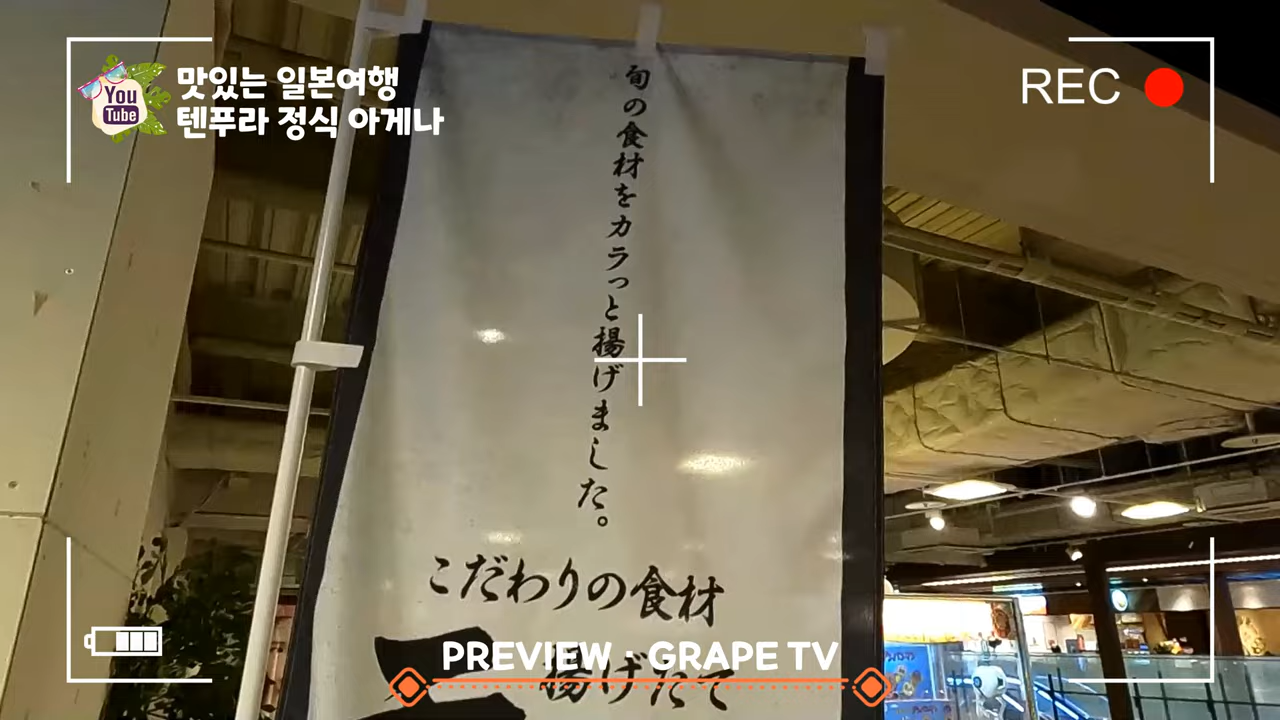 You
Tube
맛있는 일본여행
텐푸라 정식 아게나
REC
旬の食材をカラっと揚げました。
こだわりの食材
揚げたて
PREVIEW · GRAPE TV